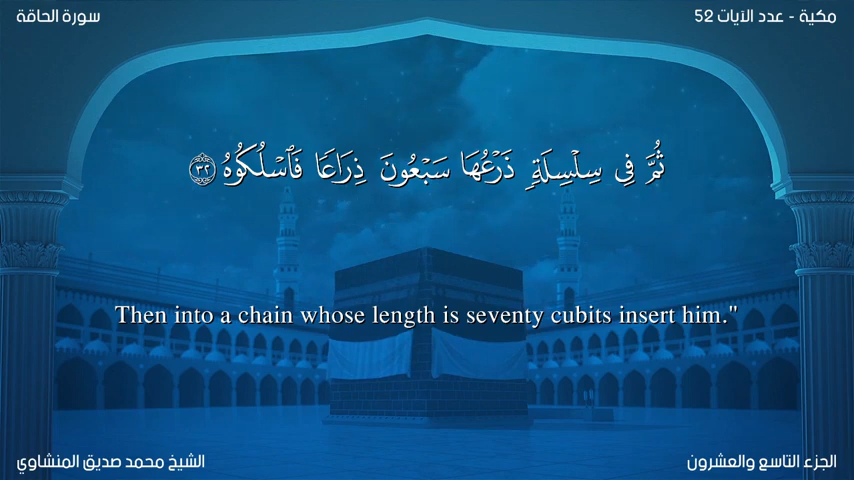 مكية - عدد الآيات 52
سورة الحاقة
ثُمَّ فِي سِلْسِلَةٍ ذَرْعُهَا سَبْعُونَ ذِرَاعًا فَٱسْلُكُوهُ ٣٢
Then into a chain whose length is seventy cubits insert him."
الجزء التاسع والعشرون
الشيخ محمد صديق المنشاوي